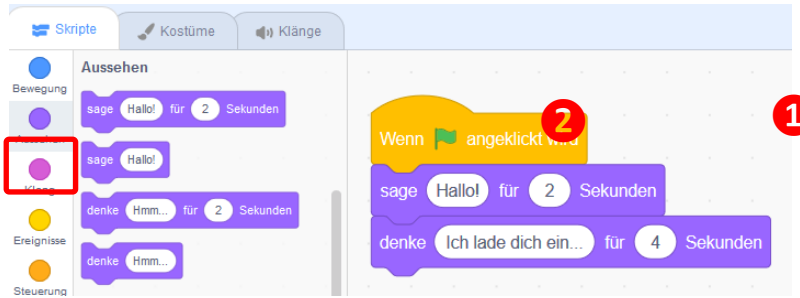 Skripte Kostüme Klänge
Bewegung
Aussehen
Klang
Ereignisse
Steuerung
Aussehen
sage Hallo! für 2 Sekunden
sage Hallo!
denke Hmm... für 2 Sekunden
denke Hmm...
Wenn angeklickt wird
2
1
sage Hallo! für 2 Sekunden
denke Ich lade dich ein... für 4 Sekunden